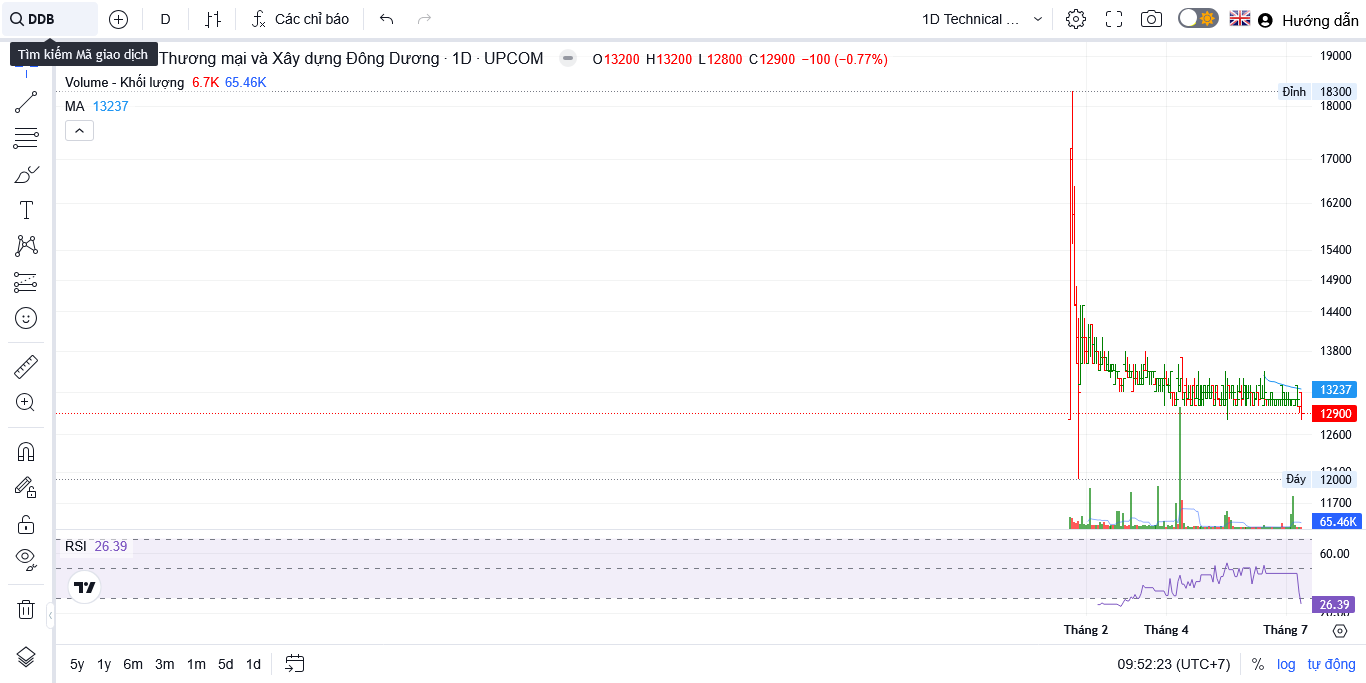 DDB
D
Các chỉ báo
1D Technical ...
Hướng dẫn
Tìm kiếm Mã giao dịch
Thương mại và Xây dựng Đông Dương · 1D · UPCOM
O13200 H13200 L12800 C12900 −100 (−0.77%)
Volume - Khối lượng 6.7K 65.46K
MA 13237
19000
Đỉnh 18300
18000
17000
16200
15400
14900
14400
13800
13237
12900
12600
12100
Đáy 12000
11700
65.46K
RSI 26.39
60.00
26.39
20.00
Tháng 2 Tháng 4 Tháng 7
5y 1y 6m 3m 1m 5d 1d
09:52:23 (UTC+7) % log tự động